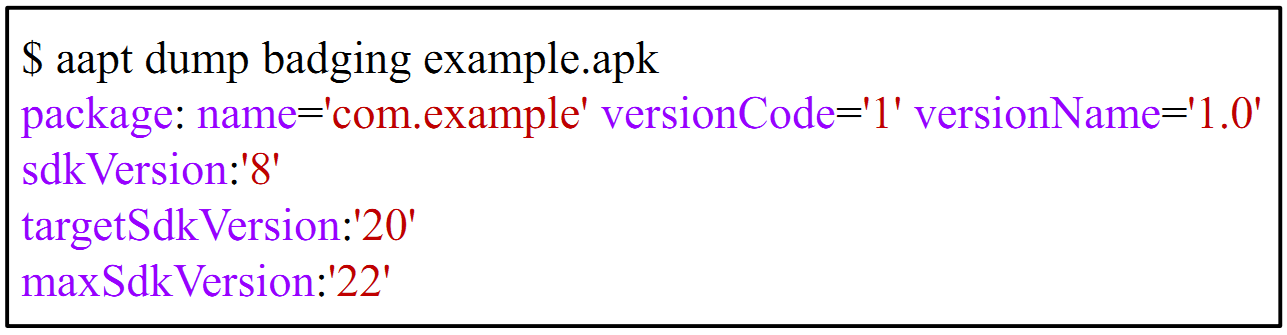 $ aapt dump badging example.apk
package: name='com.example' versionCode='1' versionName='1.0'
sdkVersion:'8'
targetSdkVersion:'20'
maxSdkVersion:'22'